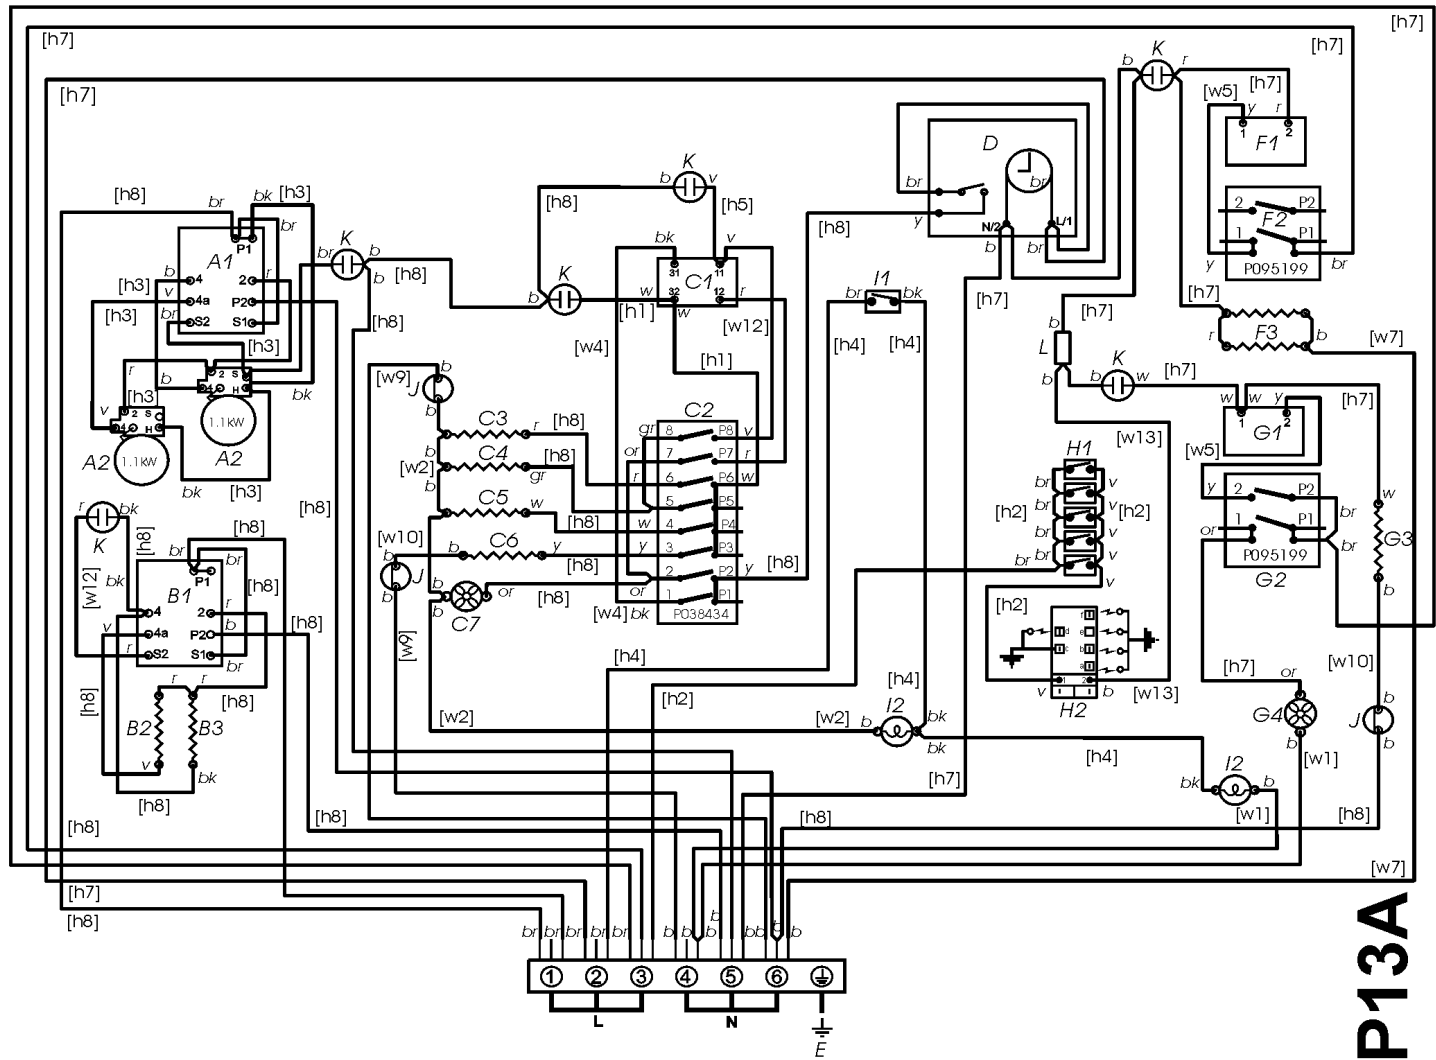 [h7]
[h7]
[h7]
[h7]
K
b r
[h7]
[w5]
y r
1 2
F1
D
br
br
y
N/2 L/1
b br
2 P2
F2
1 P1
P095199
y br
[h8]
br bk [h3]
br
P1
A1
b 4 2 r
v 4a P2
br S2 S1
[h3]
[h3]
[h3]
br K b
b
[h8]
[h8]
K
b v
[h8]
[h5]
bk v
31 11
C1
32 12
w r
w
[h1]
[w12]
b K
[h8]
[h7]
[h7]
[h7]
I1
br bk
[h4]
[h4]
r b
F3
[w7]
b
L
b
K
b w
[h7]
[h7]
r
b
2 S
4 H
1.1kW
bk
[h3
v
2 S
4 H
1.1kW
A2
A2
bk
[h3]
[w4]
[h1]
[w9]
b
J
b
C3
r [h8]
b
[w2]
C4
gr
[h8]
b
C5
w
[h8]
[w10]
C6
b y
[h8]
b
J
b
C7
b
b
or
[h8]
[w9]
C2
gr 8 P8 v
or 7 P7 r
r 6 P6 w
5 P5
w 4 P4
y 3 P3
2 P2 y
or 1 P1
[w4] bk
P038434
[h8]
[w13]
H1
br v
br v
br v
br v
br v
[h2]
[h2]
w w y
1 2
G1
[w5]
y 2 P2 br
or 1 P1 br
P095199
G2
w
G3
b
[w10]
bk
K
r
[h8]
[h8]
[h8]
br br
P1
B1
[w12]
bk
4 2 r
v 4a P2 b
r S2 S1 br
[h8]
[h8]
r r
[h8]
[h8]
B2 B3
v bk
[h8]
[h2]
f
d e
c b
a
1 2
v b
H2
[w13]
[h4]
[h2]
[h4]
[w2]
[w2]
I2
b bk
bk
[h4]
[h7]
or
G4
b
[w1]
J
b
b
I2
bk b
[w1]
[h8]
[h8]
[h8]
[h8]
[h7]
[w7]
[h7]
[h8]
br br br br b b b b bb b
1 2 3 4 5 6
L N
E
P13A